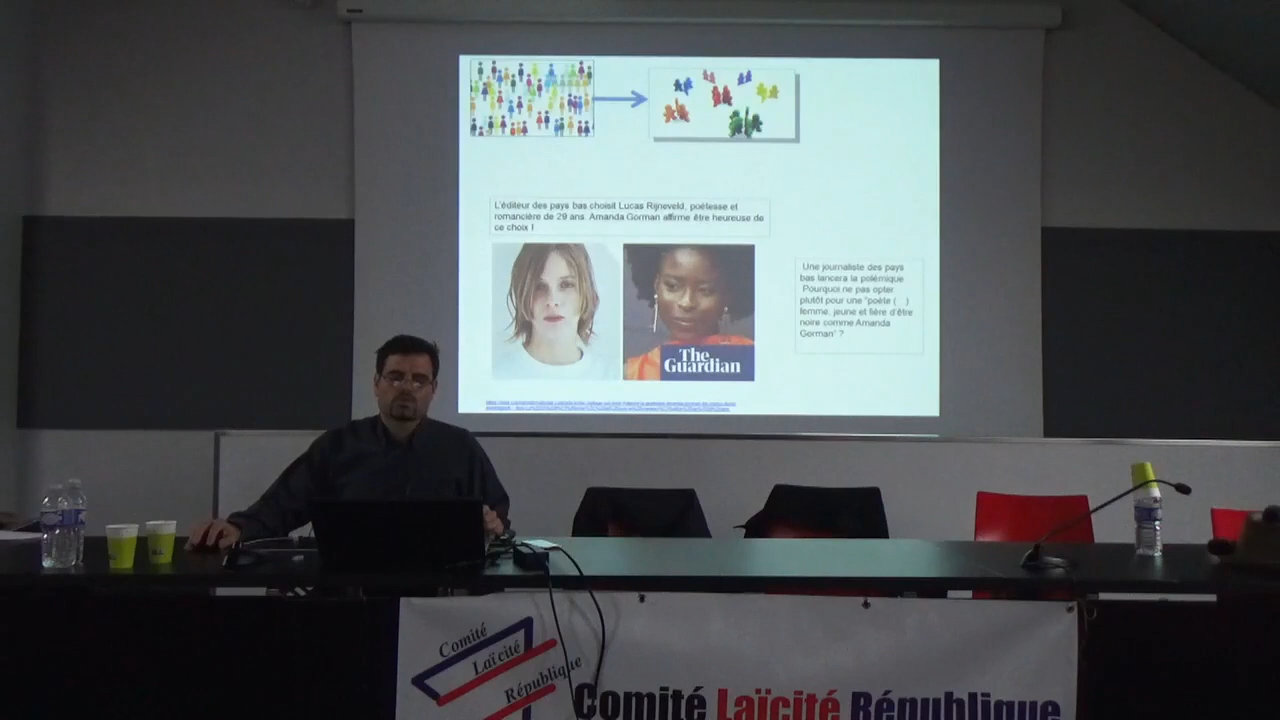 L'éditeur des pays bas choisit Lucas Rijneveld, poétesse et
romancière de 29 ans. Amanda Gorman affirme être heureuse de
ce choix !
The
Guardian
Une journaliste des pays
bas lancera la polémique
Pourquoi ne pas opter
plutôt pour une "poète ( )
femme, jeune et fière d'être
noire comme Amanda
Gorman" ?
Comité
Laïcité
République
Comité Laïcité République